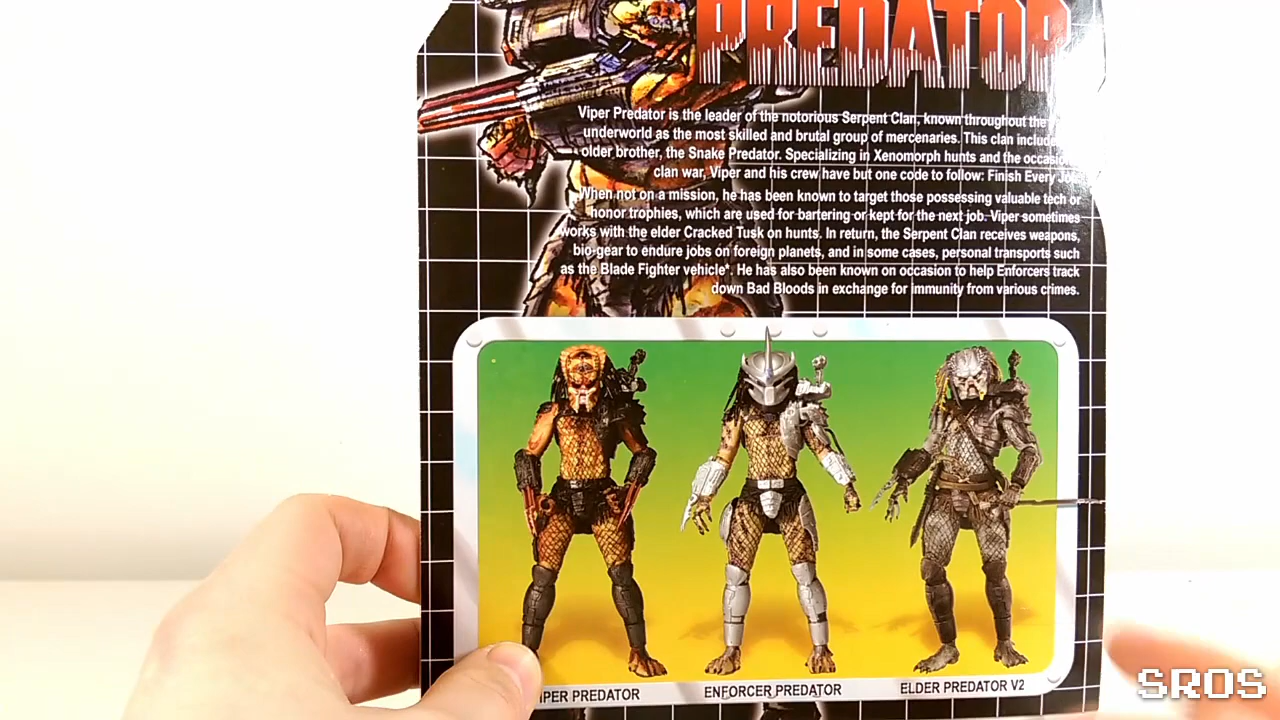 PREDATOR
Viper Predator is the leader of the notorious Serpent Clan, known throughout the
underworld as the most skilled and brutal group of mercenaries. This clan
older brother, the Snake Predator. Specializing in Xenomorph hunts and the
clan war, Viper and his crew have but one code to follow: Finish Every
When not on a mission, he has been known to target those possessing valuable tech or
honor trophies, which are used for bartering or kept for the next job. Viper sometimes
works with the elder Cracked Tusk on hunts. In return, the Serpent Clan receives weapons,
bio-gear to endure jobs on foreign planets, and in some cases, personal transports such
as the Blade Fighter vehicle*. He has also been known on occasion to help Enforcers track
down Bad Bloods in exchange for immunity from various crimes.
PREDATOR
ENFORCER PREDATOR
ELDER PREDATOR V2
SROS